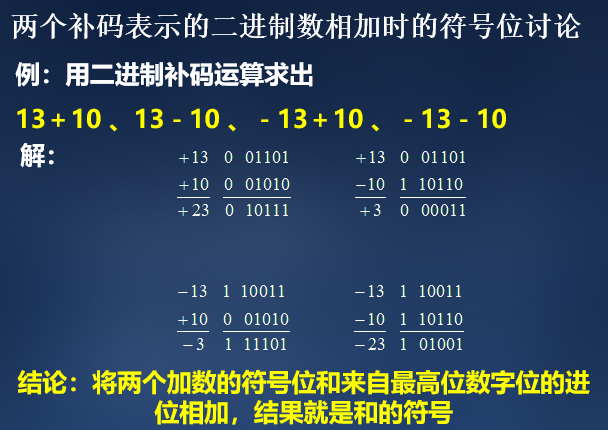 两个补码表示的二进制数相加时的符号位讨论
例：用二进制补码运算求出
13＋10 、13－10 、－13＋10 、－13－10
解：
+13 0 01101
+10 0 01010
+23 0 10111
+13 0 01101
−10 1 10110
+3 0 00011
−13 1 10011
+10 0 01010
−3 1 11101
−13 1 10011
−10 1 10110
−23 1 01001
结论：将两个加数的符号位和来自最高位数字位的进
位相加，结果就是和的符号